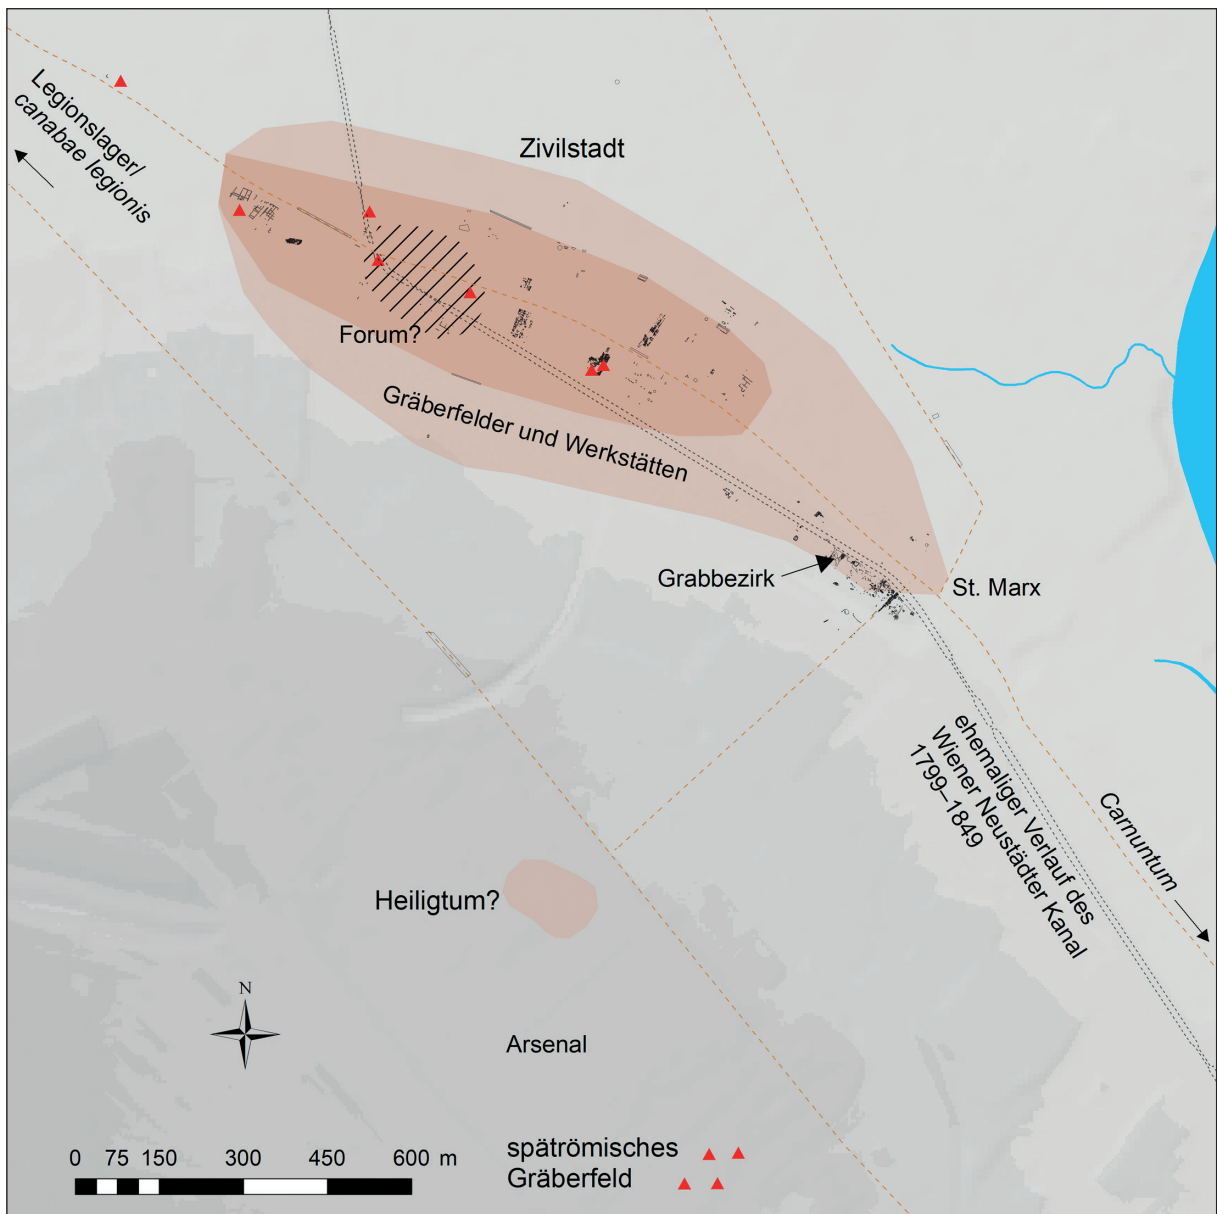 Legionslager/
canabae legionis
Zivilstadt
Forum?
Gräberfelder und Werkstätten
Grabbezirk
St. Marx
ehemaliger Verlauf des
Wiener Neustädter Kanal
1799–1849
Carnuntum
Heiligtum?
N
Arsenal
0 75 150 300 450 600 m
spätrömisches
Gräberfeld